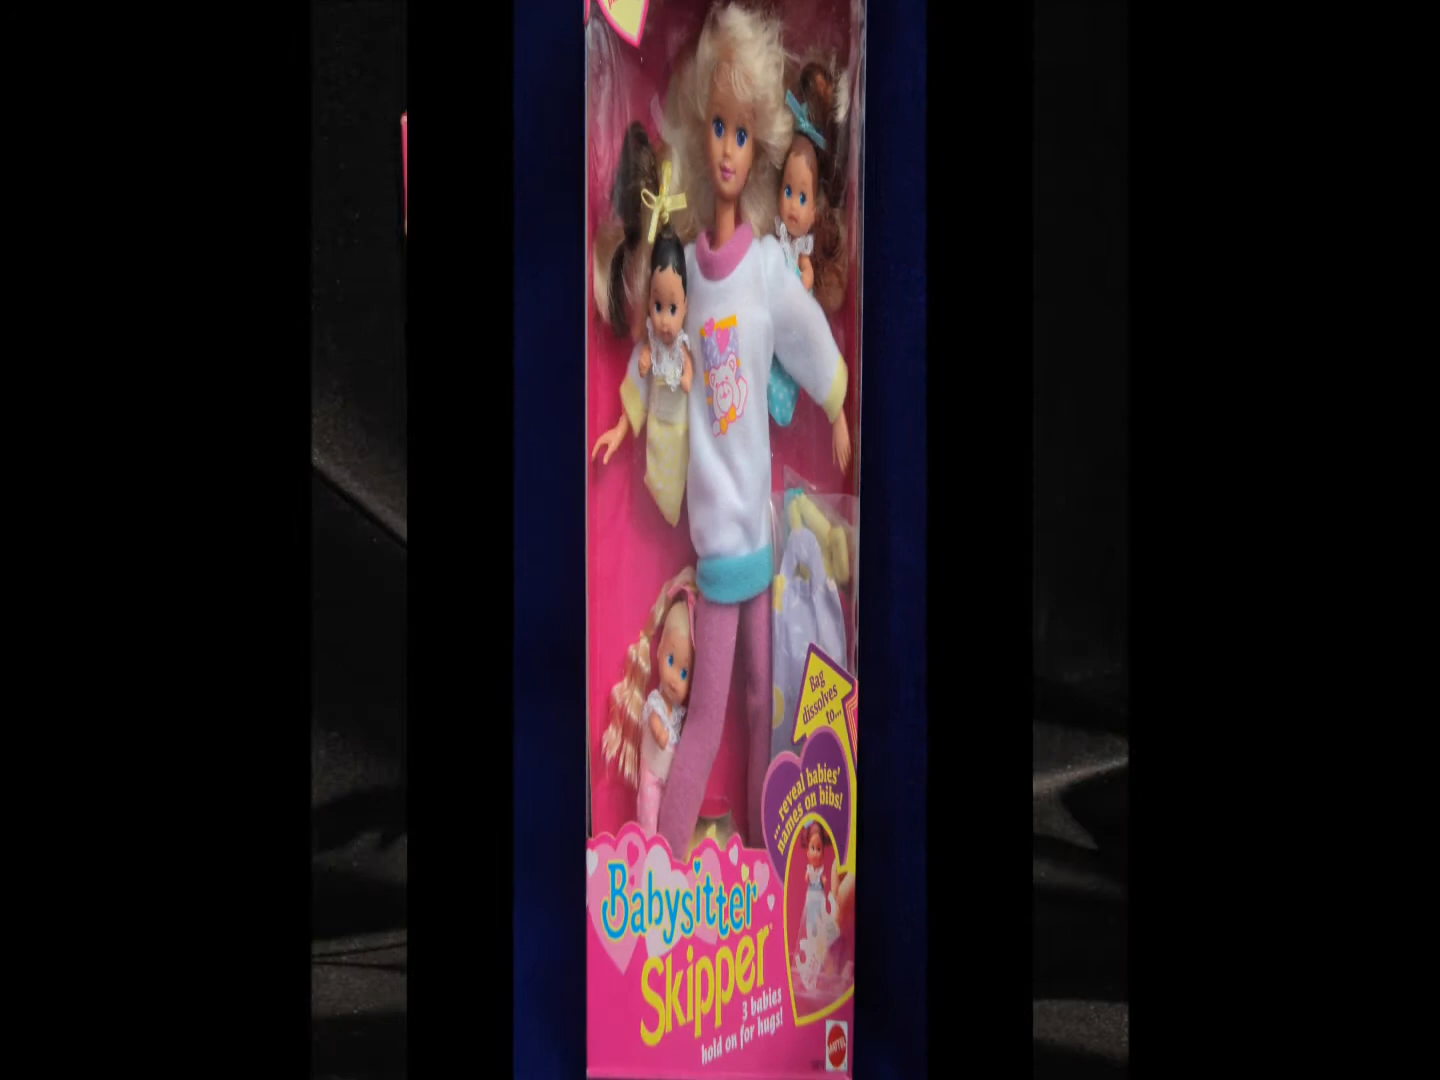 Bag
dissolves
to...
... reveal babies'
names on bibs!
Babysitter
Skipper
3 babies
hold on for hugs!
MATTEL